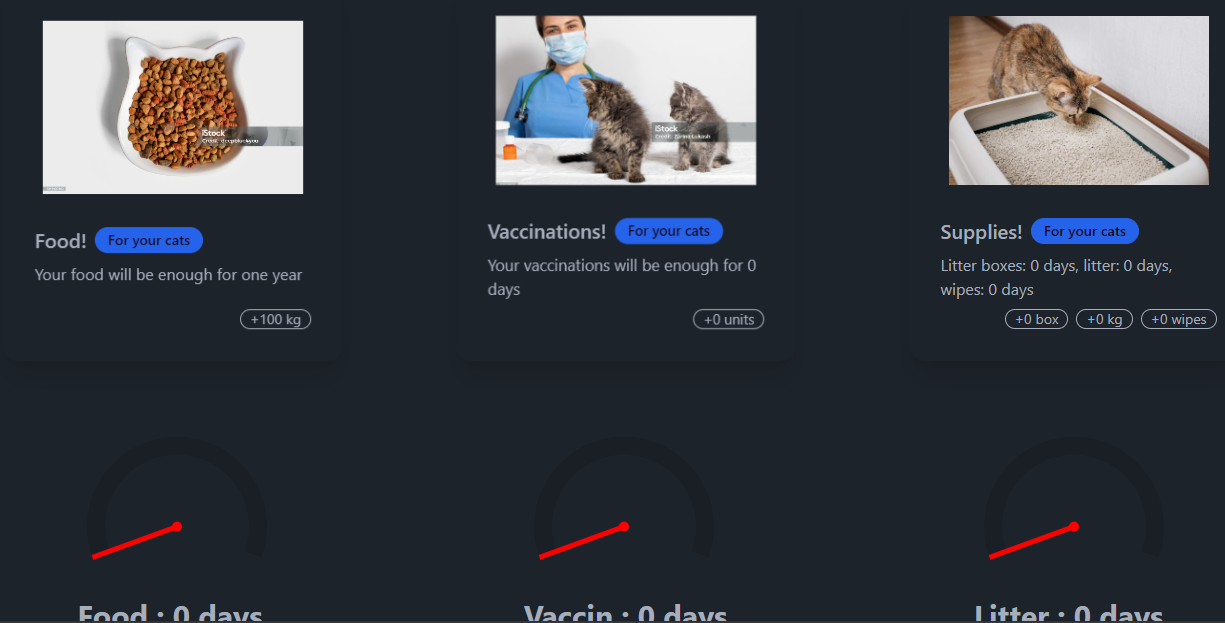 iStock
Credit: deepblue4you
iStock
Food! For your cats
Your food will be enough for one year
+100 kg
Vaccinations! For your cats
Your vaccinations will be enough for 0
days
+0 units
Supplies! For your cats
Litter boxes: 0 days, litter: 0 days,
wipes: 0 days
+0 box +0 kg +0 wipes
Food : 0 days
Vaccin : 0 days
Litter : 0 days